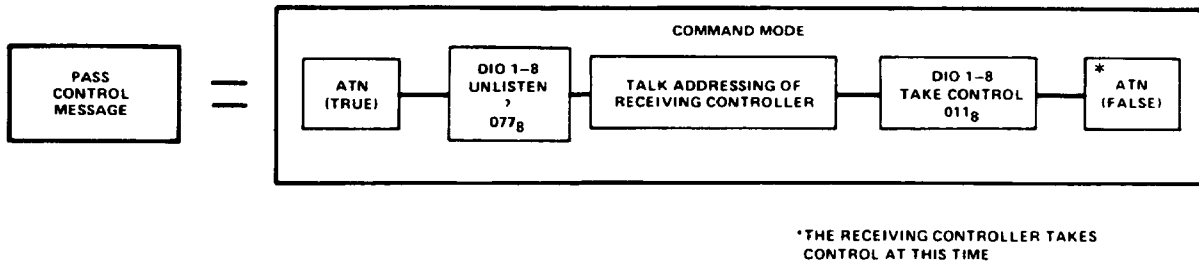 COMMAND MODE
PASS
CONTROL
MESSAGE
=
ATN
(TRUE)
DIO 1-8
UNLISTEN
?
077₈
TALK ADDRESSING OF
RECEIVING CONTROLLER
DIO 1-8
TAKE CONTROL
011₈
*
ATN
(FALSE)
*THE RECEIVING CONTROLLER TAKES
CONTROL AT THIS TIME